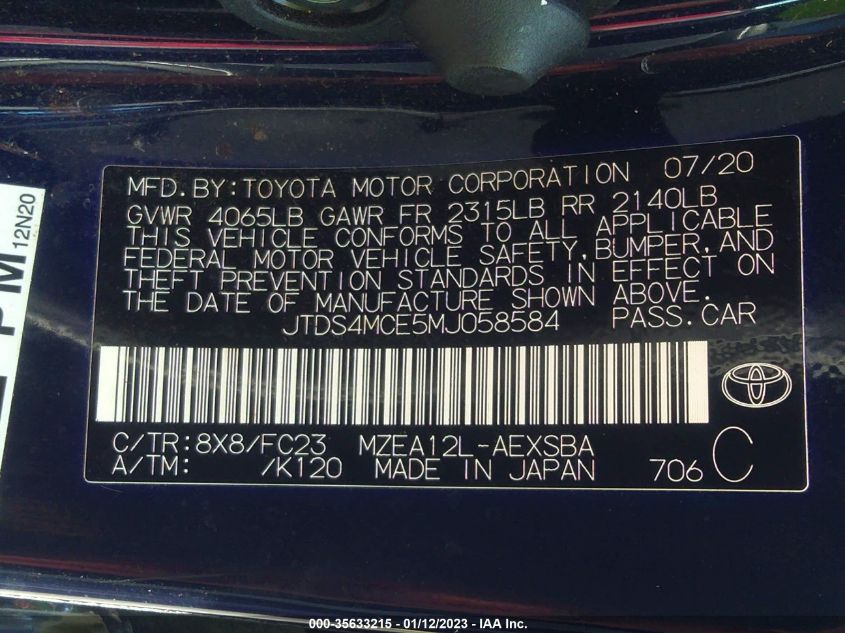 MFD.BY:TOYOTA MOTOR CORPORATION 07/20
GVWR 4065LB GAWR FR 2315LB RR 2140LB
THIS VEHICLE CONFORMS TO ALL APPLICABLE
FEDERAL MOTOR VEHICLE SAFETY,BUMPER,AND
THEFT PREVENTION STANDARDS IN EFFECT ON
THE DATE OF MANUFACTURE SHOWN ABOVE.
JTDS4MCE5MJ058584 PASS.CAR
C/TR:8X8/FC23 MZEA12L-AEXSBA
A/TM: /K120 MADE IN JAPAN 706 C
PM
12N20
000-35633215 - 01/12/2023 - IAA Inc.